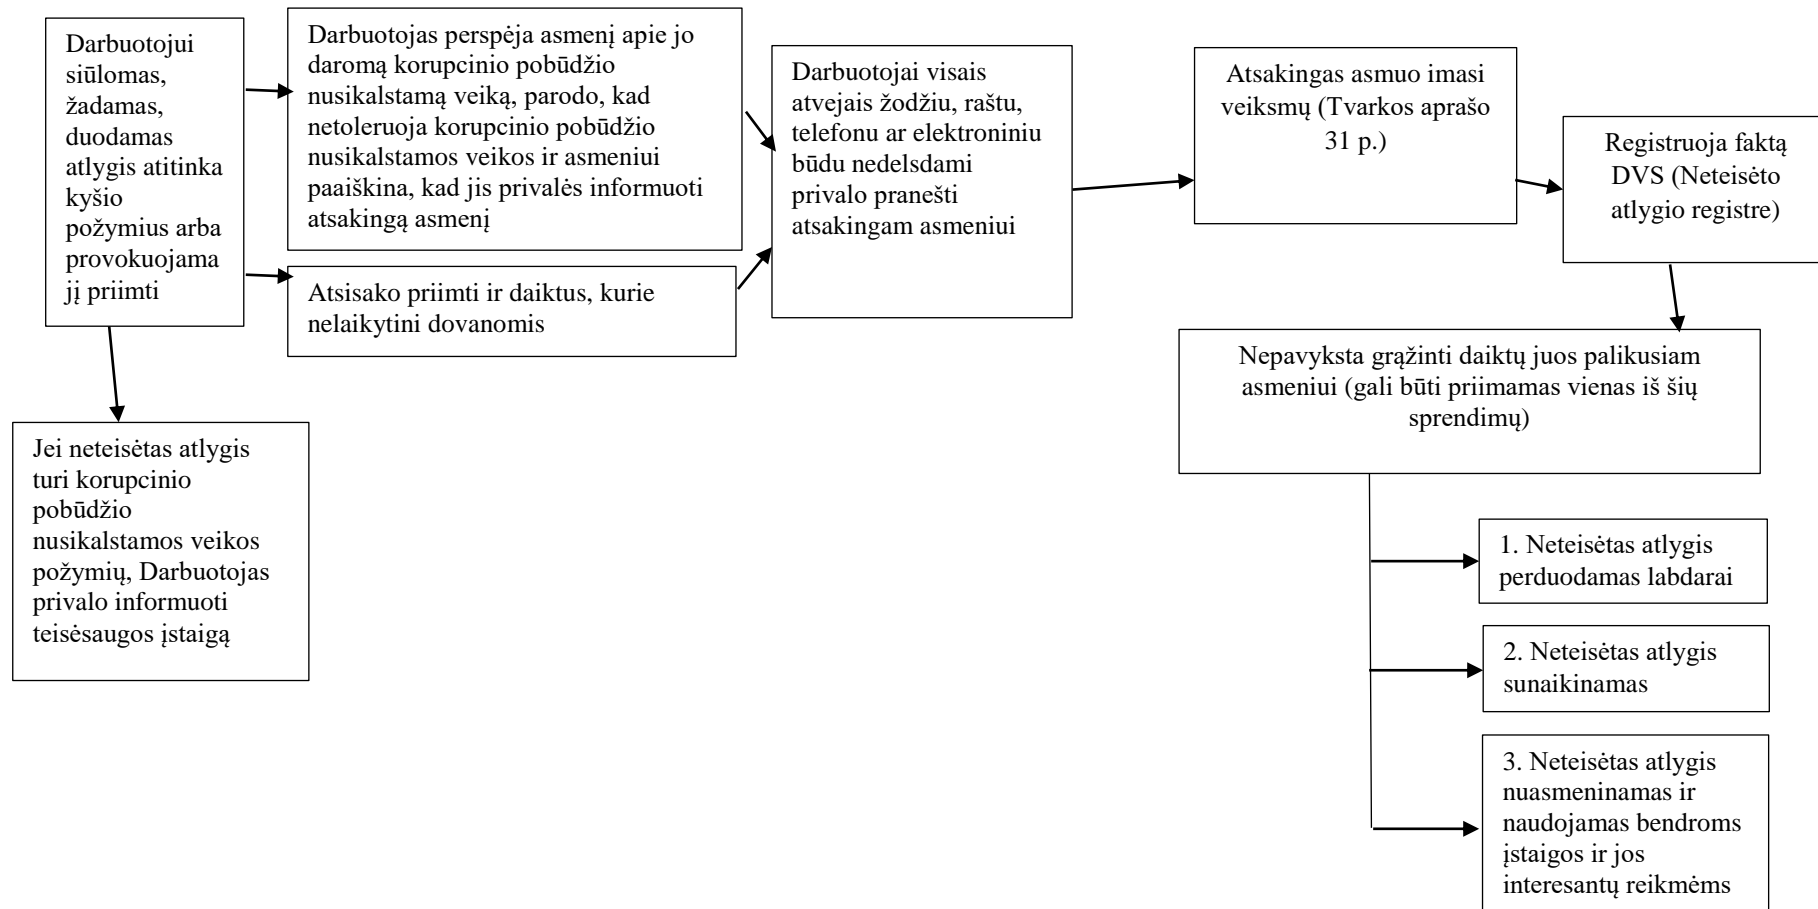 Darbuotojui
siūlomas,
žadamas,
duodamas
atlygis atitinka
kyšio
požymius arba
provokuojama
jį priimti
Darbuotojas perspėja asmenį apie jo
daromą korupcinio pobūdžio
nusikalstamą veiką, parodo, kad
netoleruoja korupcinio pobūdžio
nusikalstamos veikos ir asmeniui
paaiškina, kad jis privalės informuoti
atsakingą asmenį
Atsisako priimti ir daiktus, kurie
nelaikytini dovanomis
Darbuotojai visais
atvejais žodžiu, raštu,
telefonu ar elektroniniu
būdu nedelsdami
privalo pranešti
atsakingam asmeniui
Atsakingas asmuo imasi
veiksmų (Tvarkos aprašo
31 p.)
Registruoja faktą
DVS (Neteisėto
atlygio registre)
Jei neteisėtas atlygis
turi korupcinio
pobūdžio
nusikalstamos veikos
požymių, Darbuotojas
privalo informuoti
teisėsaugos įstaigą
Nepavyksta grąžinti daiktų juos palikusiam
asmeniui (gali būti priimamas vienas iš šių
sprendimų)
1. Neteisėtas atlygis
perduodamas labdarai
2. Neteisėtas atlygis
sunaikinamas
3. Neteisėtas atlygis
nuasmeninamas ir
naudojamas bendroms
įstaigos ir jos
interesantų reikmėms